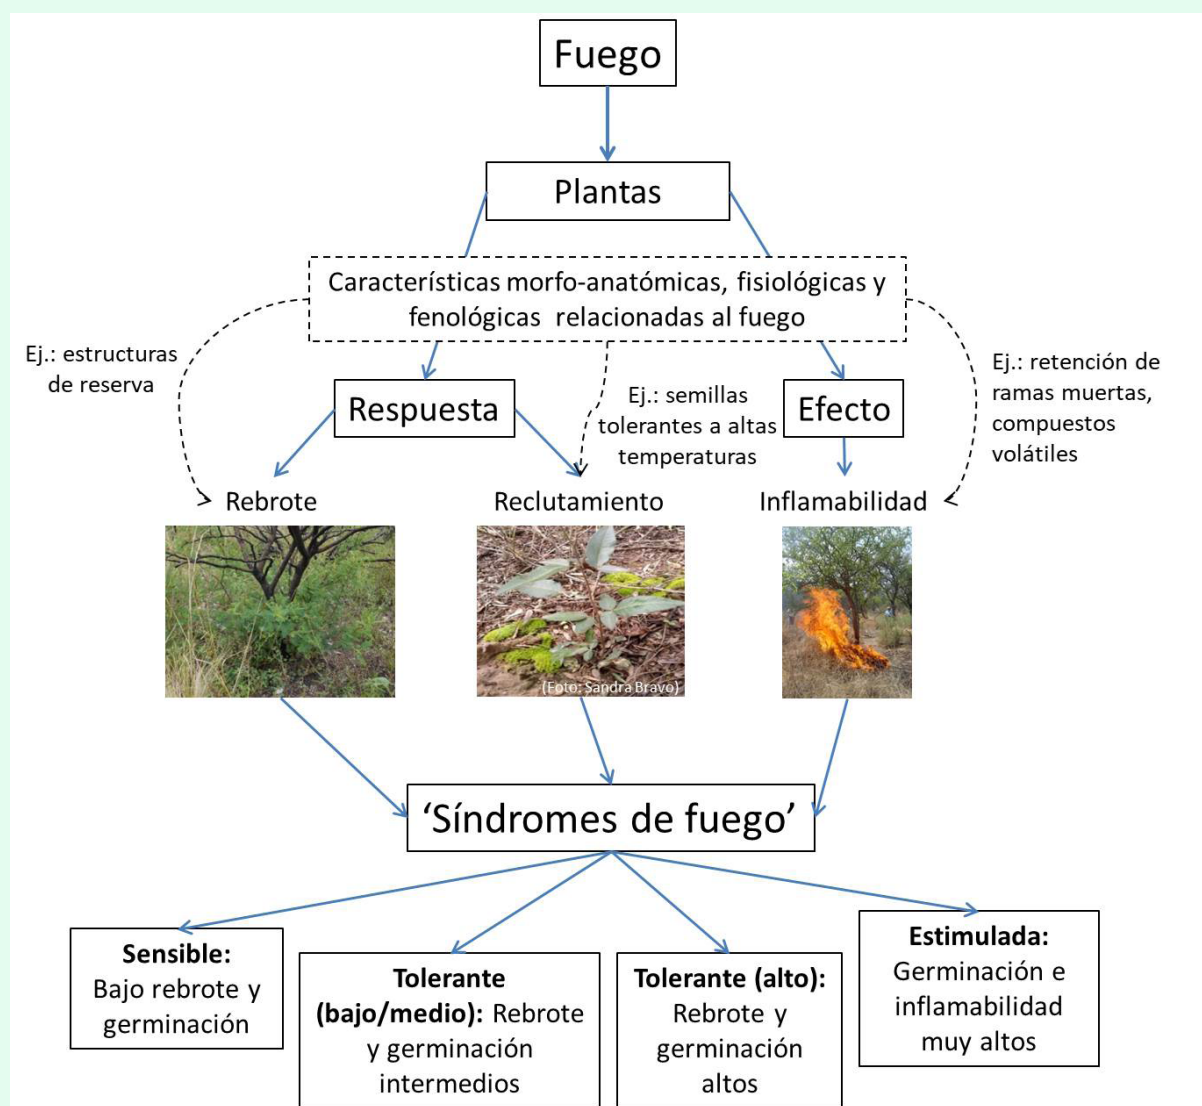 Fuego
Plantas
Característícas morfo-anatómicas, fisiológicas y
fenológicas relacionadas al fuego
Ej.: estructuras
de reserva
Respuesta
Ej.: semillas
tolerantes a altas
temperaturas
Efecto
Ej.: retención de
ramas muertas,
compuestos
volátiles
Rebrote
Reclutamiento
Inflamabilidad
(Foto: Sandra Bravo)
‘Síndromes de fuego’
Sensible:
Bajo rebrote y
germinación
Tolerante
(bajo/medio): Rebrote
y germinación
intermedios
Tolerante (alto):
Rebrote y
germinación
altos
Estimulada:
Germinación e
inflamabilidad
muy altos